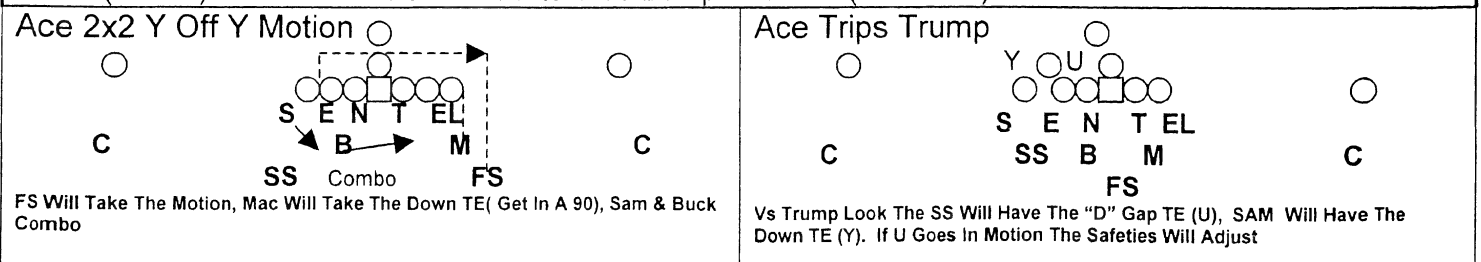 Ace 2x2 Y Off Y Motion
S E N T EL
C B M C
SS Combo FS
FS Will Take The Motion, Mac Will Take The Down TE( Get In A 90), Sam & Buck
Combo
Ace Trips Trump
Y U
S E N T EL
C SS B M C
FS
Vs Trump Look The SS Will Have The “D” Gap TE (U), SAM Will Have The
Down TE (Y). If U Goes In Motion The Safeties Will Adjust